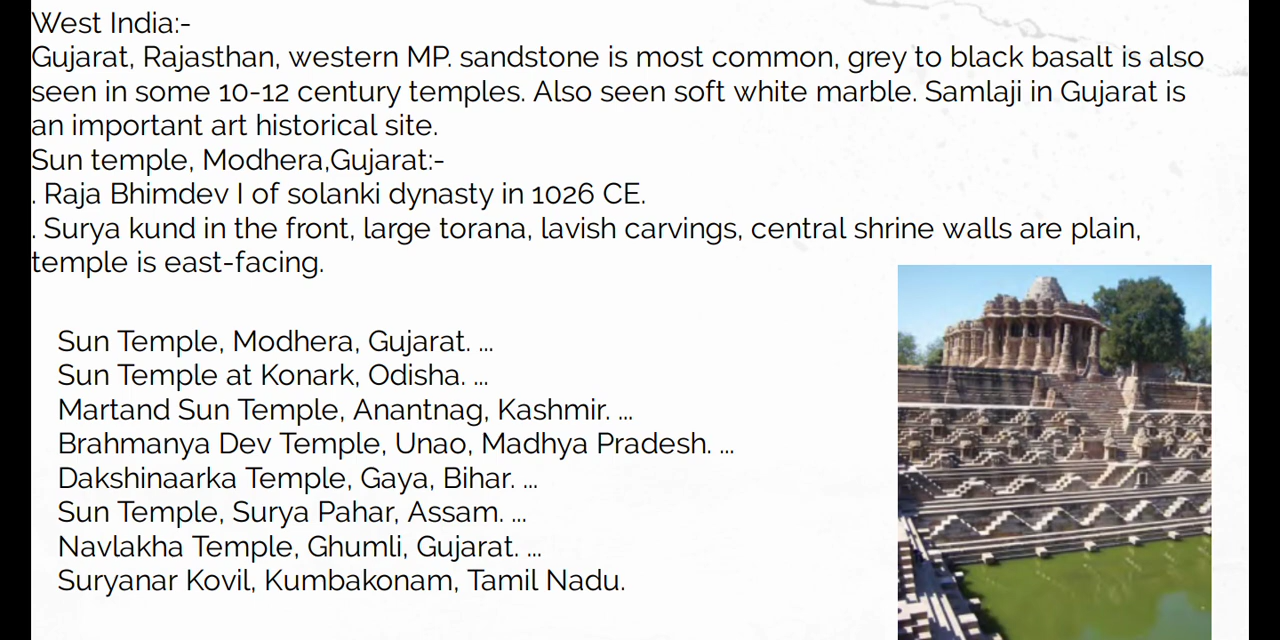 West India:-
Gujarat, Rajasthan, western MP. sandstone is most common, grey to black basalt is also
seen in some 10-12 century temples. Also seen soft white marble. Samlaji in Gujarat is
an important art historical site.
Sun temple, Modhera,Gujarat:-
. Raja Bhimdev I of solanki dynasty in 1026 CE.
. Surya kund in the front, large torana, lavish carvings, central shrine walls are plain,
temple is east-facing.
Sun Temple, Modhera, Gujarat. ...
Sun Temple at Konark, Odisha. ...
Martand Sun Temple, Anantnag, Kashmir. ...
Brahmanya Dev Temple, Unao, Madhya Pradesh. ...
Dakshinaarka Temple, Gaya, Bihar. ...
Sun Temple, Surya Pahar, Assam. ...
Navlakha Temple, Ghumli, Gujarat. ...
Suryanar Kovil, Kumbakonam, Tamil Nadu.